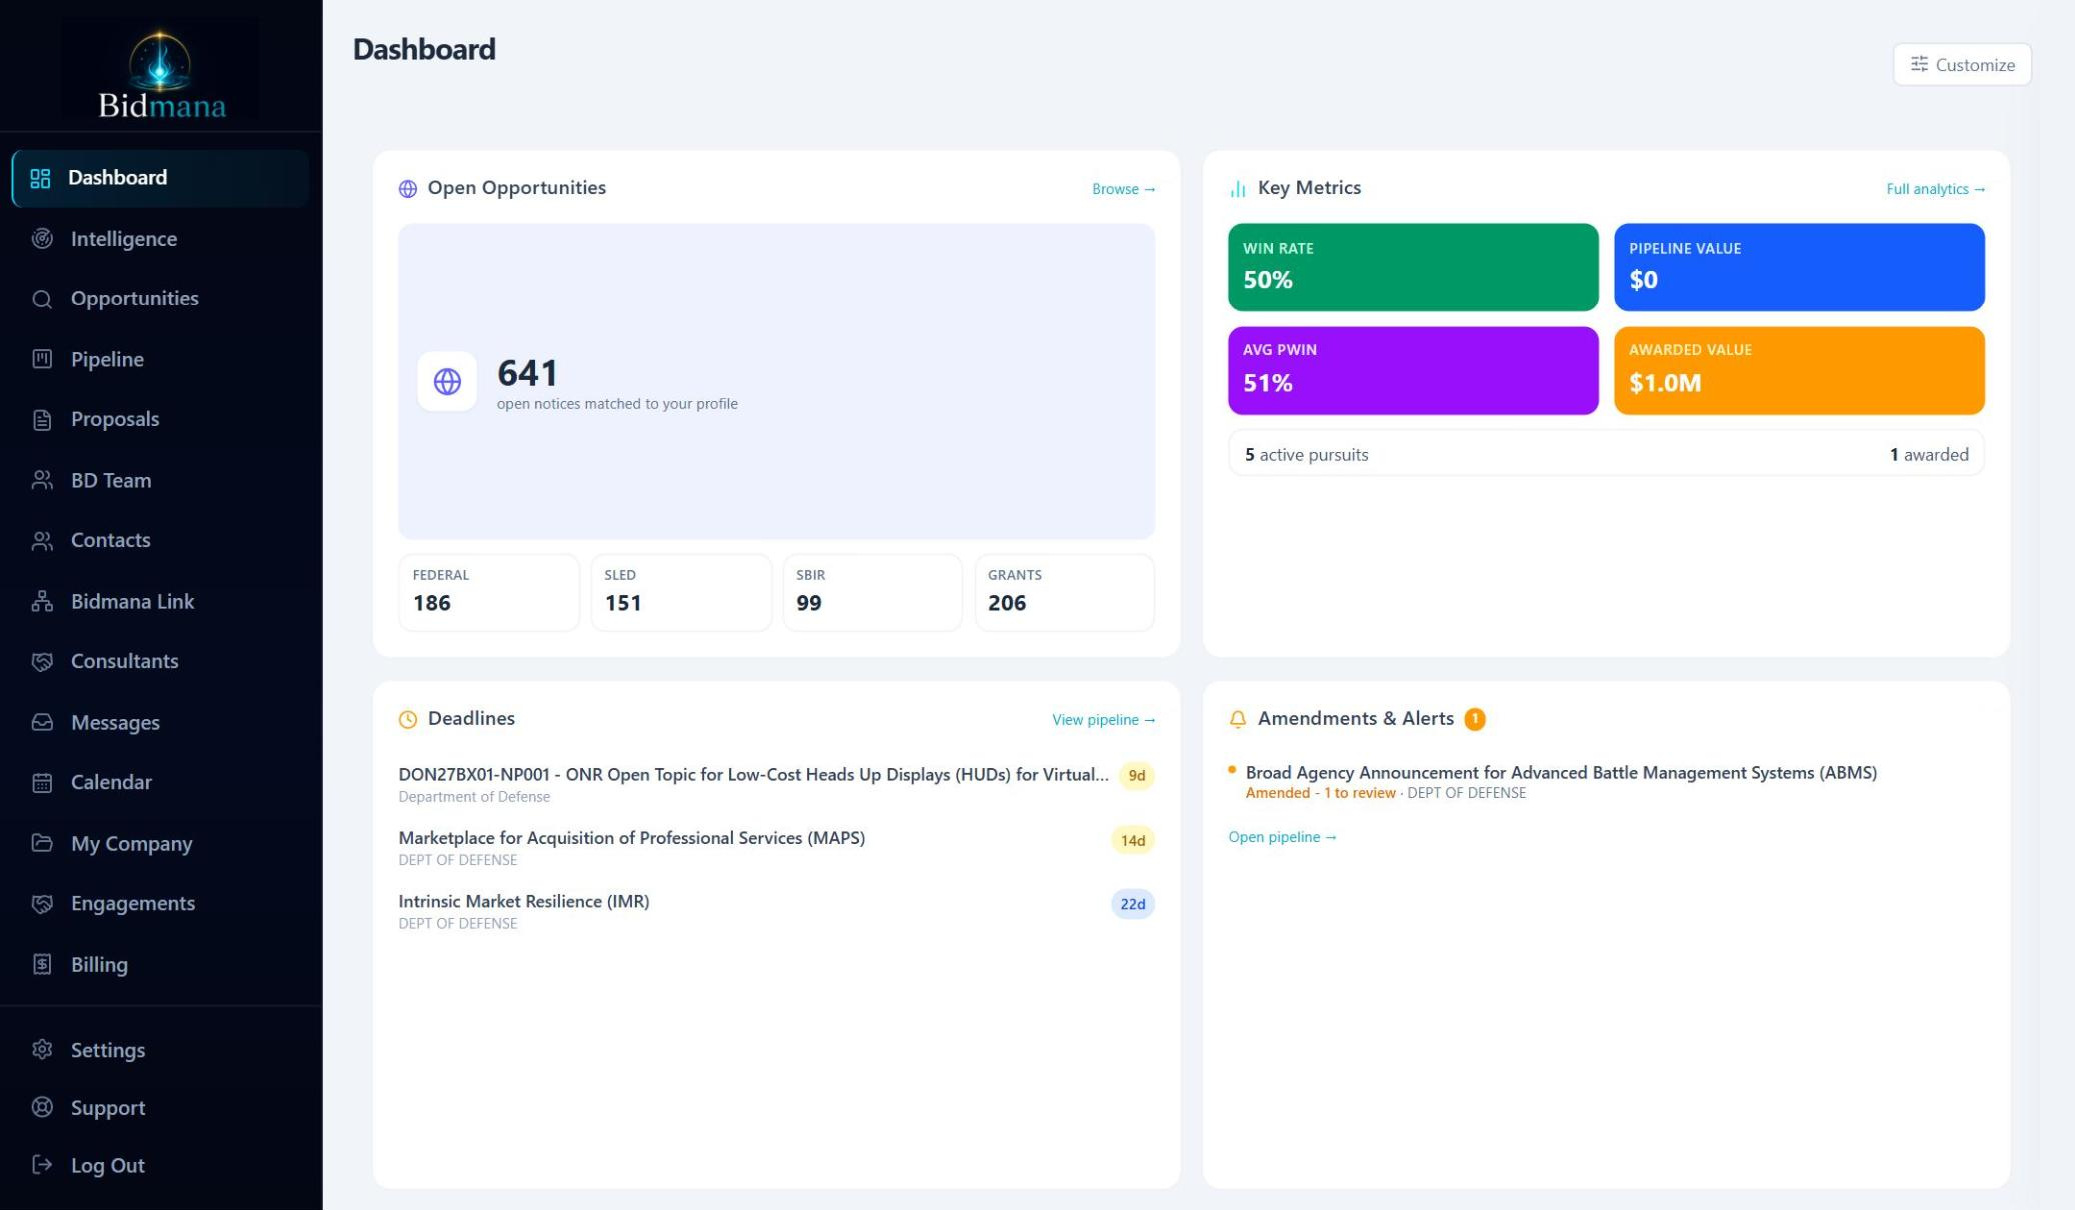 Bidmana
Dashboard
Intelligence
Opportunities
Pipeline
Proposals
BD Team
Contacts
Bidmana Link
Consultants
Messages
Calendar
My Company
Engagements
Billing
Settings
Support
Log Out
Dashboard
Customize
Open Opportunities
Browse →
641
open notices matched to your profile
FEDERAL
186
SLED
151
SBIR
99
GRANTS
206
Key Metrics
Full analytics →
WIN RATE
50%
PIPELINE VALUE
$0
AVG PWIN
51%
AWARDED VALUE
$1.0M
5 active pursuits
1 awarded
Deadlines
View pipeline →
DON27BX01-NP001 - ONR Open Topic for Low-Cost Heads Up Displays (HUDs) for Virtual...
9d
Department of Defense
Marketplace for Acquisition of Professional Services (MAPS)
14d
DEPT OF DEFENSE
Intrinsic Market Resilience (IMR)
22d
DEPT OF DEFENSE
Amendments & Alerts 1
Broad Agency Announcement for Advanced Battle Management Systems (ABMS)
Amended - 1 to review · DEPT OF DEFENSE
Open pipeline →